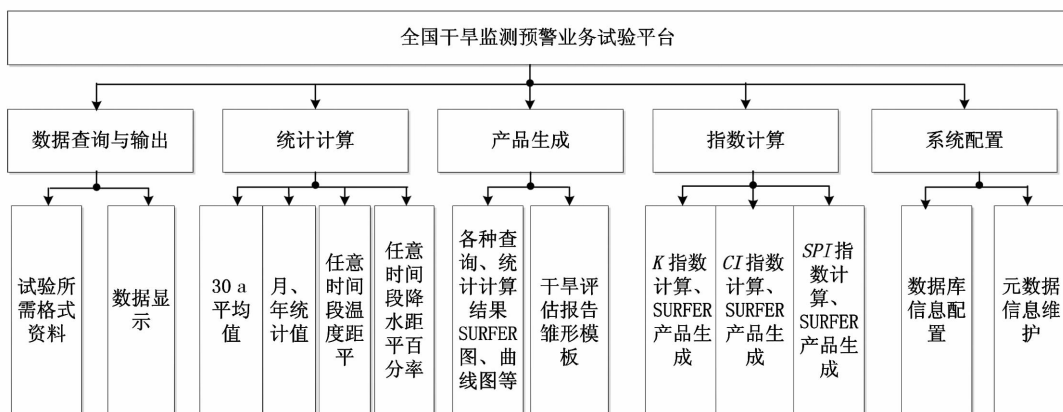 全国干旱监测预警业务试验平台
数据查询与输出
统计计算
产品生成
指数计算
系统配置
试验所
需格式
资料
数据显
示
30 a
平均值
月、
年统
计值
任意
时间
段温
度距
平
任意
时间
段降
水距
平百
分率
各种查
询、统
计计算
结果
SURFER
图、曲
线图等
干旱评
估报告
雏形模
板
K 指数
计算、
SURFER
产品生
成
CI 指数
计算、
SURFER
产品生
成
SPI 指
数计
算、
SURFER
产品生
成
数据库
信息配
置
元数据
信息维
护